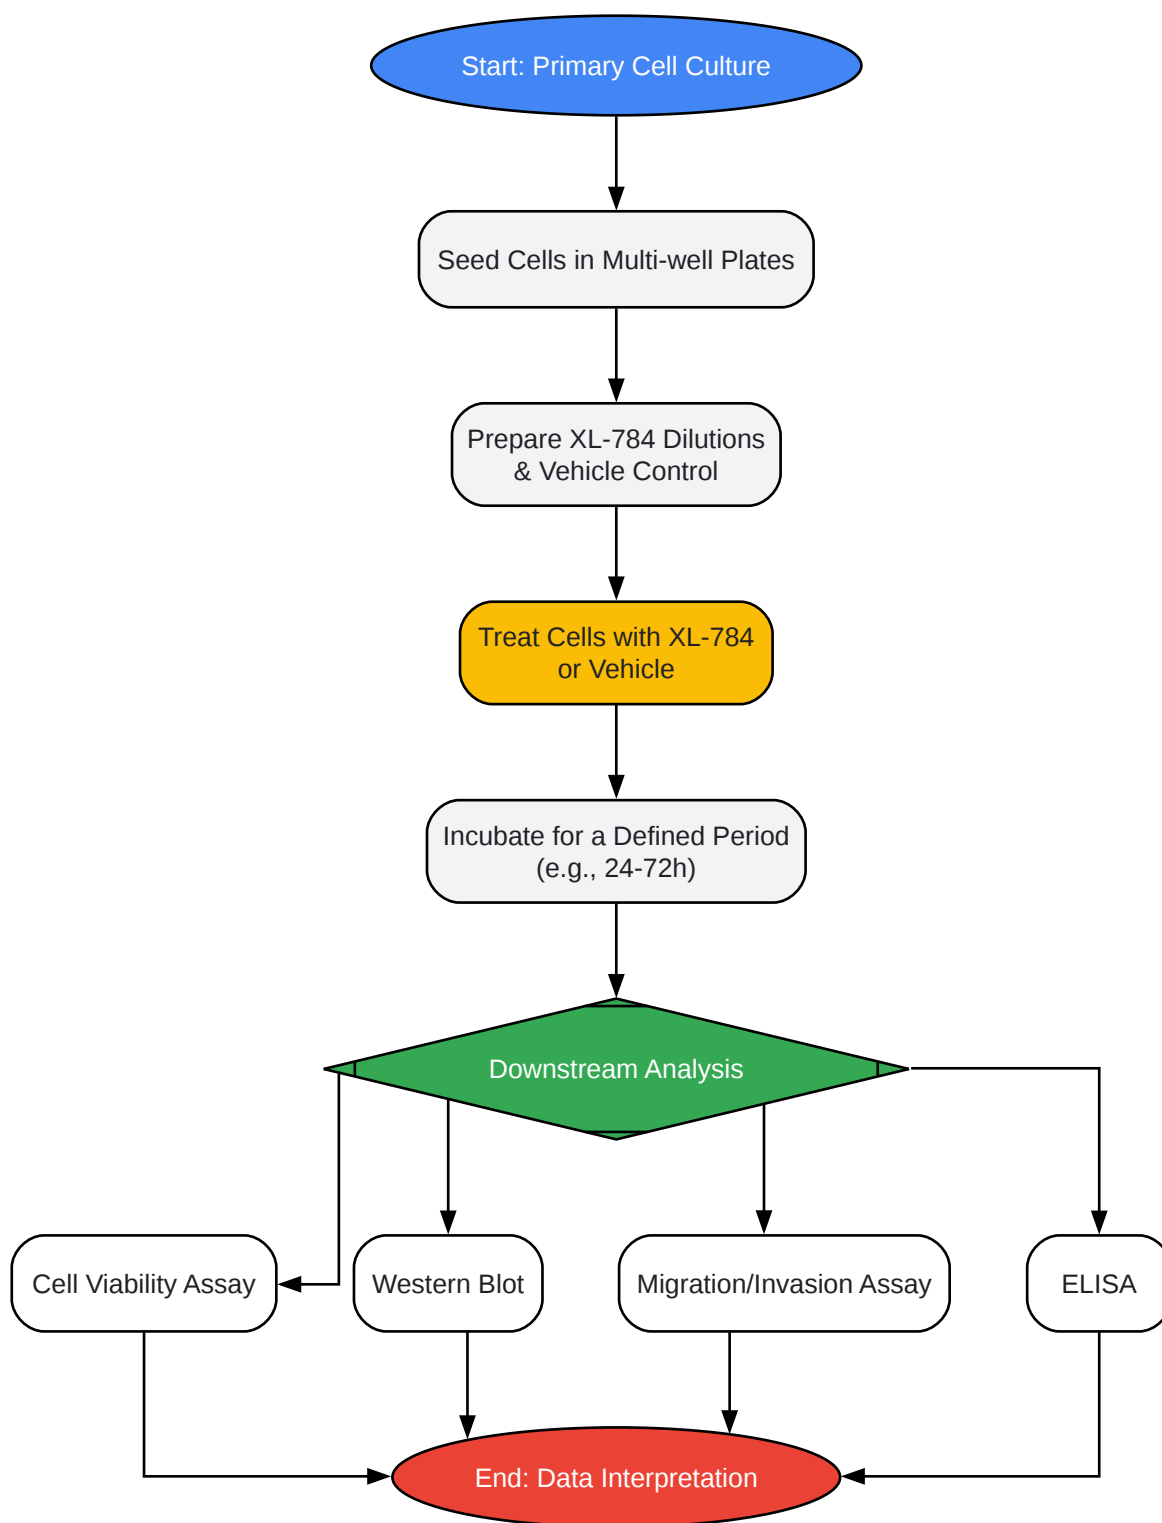 Start: Primary Cell Culture
Seed Cells in Multi-well Plates
Prepare XL-784 Dilutions
& Vehicle Control
Treat Cells with XL-784
or Vehicle
Incubate for a Defined Period
(e.g., 24-72h)
Downstream Analysis
Cell Viability Assay
Western Blot
Migration/Invasion Assay
ELISA
End: Data Interpretation